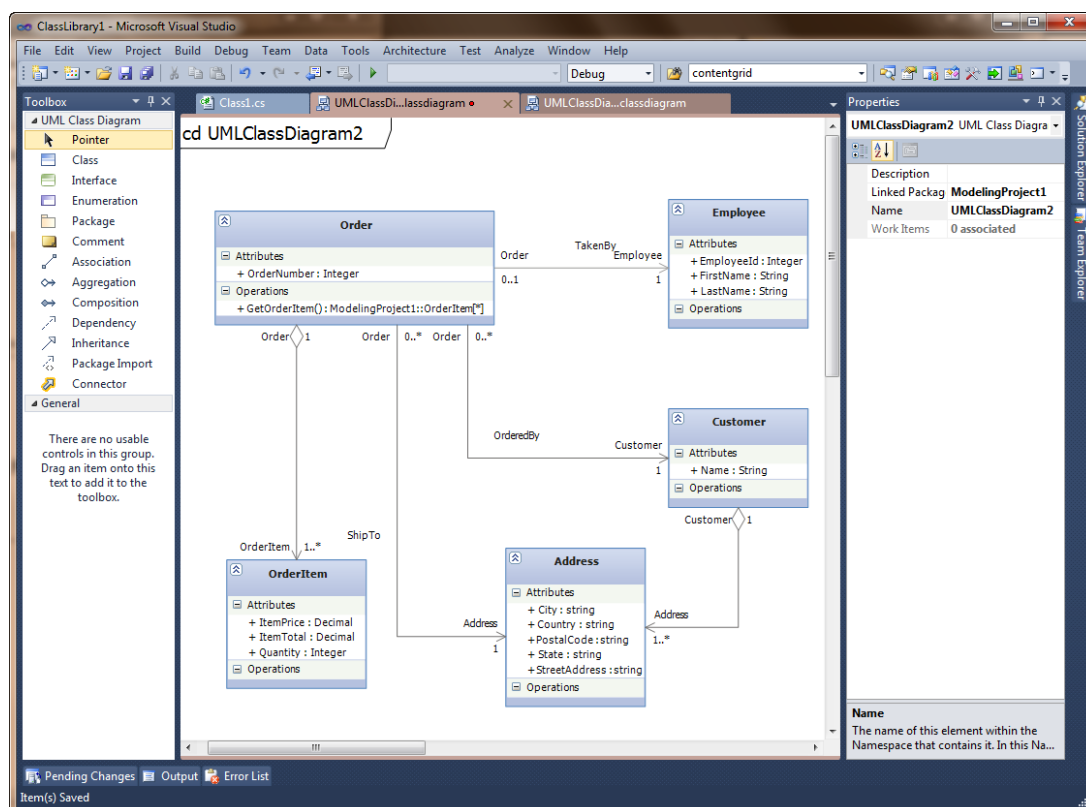 ClassLibrary1 - Microsoft Visual Studio
File Edit View Project Build Debug Team Data Tools Architecture Test Analyze Window Help
Debug contentgrid
Toolbox
UML Class Diagram
Pointer
Class
Interface
Enumeration
Package
Comment
Association
Aggregation
Composition
Dependency
Inheritance
Package Import
Connector
General
There are no usable
controls in this group.
Drag an item onto this
text to add it to the
toolbox.
Class1.cs UMLClassDi...lassdiagram UMLClassDia...classdiagram
cd UMLClassDiagram2
Order
Attributes
+ OrderNumber : Integer
Operations
+ GetOrderItem() : ModelingProject1::OrderItem[*]
TakenBy
Order Employee
0..1 1
Employee
Attributes
+ EmployeeId : Integer
+ FirstName : String
+ LastName : String
Operations
Order 1 Order 0..* Order 0..*
OrderedBy
Customer
1
Customer
Attributes
+ Name : String
Operations
Customer 1
ShipTo
OrderItem 1..*
OrderItem
Attributes
+ ItemPrice : Decimal
+ ItemTotal : Decimal
+ Quantity : Integer
Operations
Address
1
Address
Attributes
+ City : string
+ Country : string
+PostalCode :string
+ State : string
+StreetAddress :string
Operations
Address
1..*
Properties
UMLClassDiagram2 UML Class Diagra
Description
Linked Packag ModelingProject1
Name UMLClassDiagram2
Work Items 0 associated
Name
The name of this element within the
Namespace that contains it. In this Na...
Solution Explorer
Team Explorer
Pending Changes Output Error List
Item(s) Saved